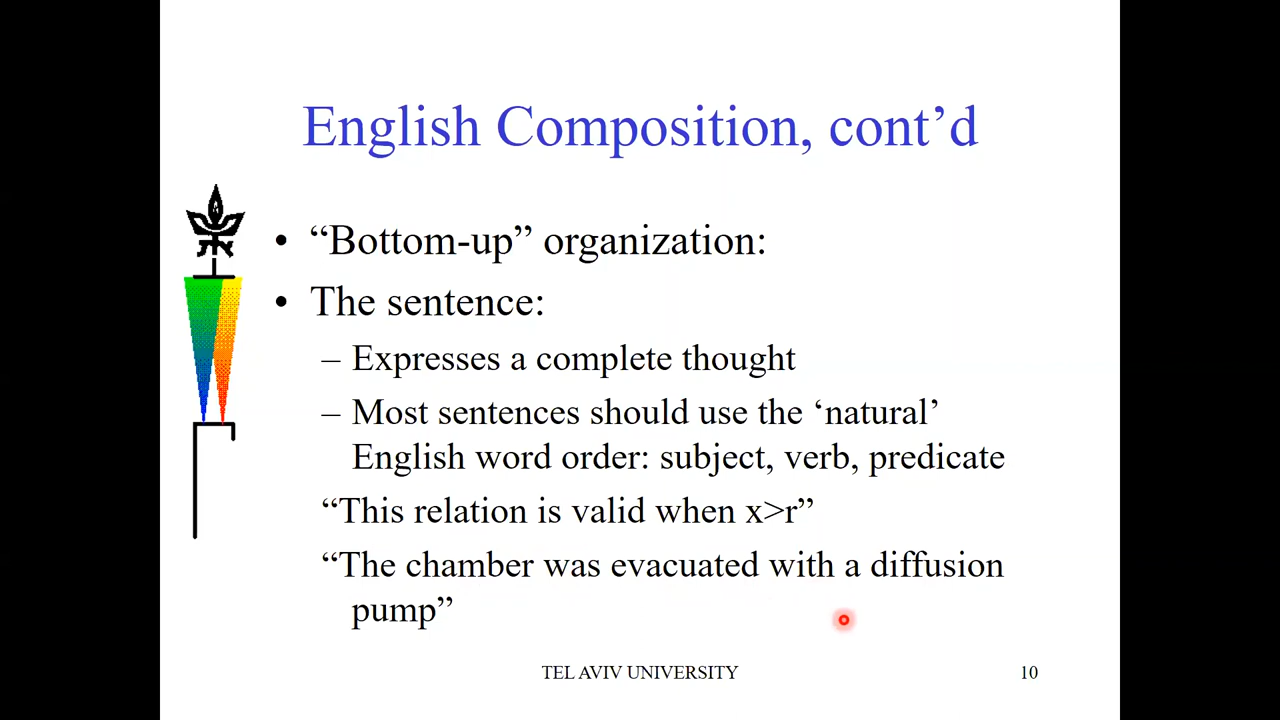 English Composition, cont’d
• “Bottom-up” organization:
• The sentence:
– Expresses a complete thought
– Most sentences should use the ‘natural’
English word order: subject, verb, predicate
“This relation is valid when x>r”
“The chamber was evacuated with a diffusion
pump”
TEL AVIV UNIVERSITY
10